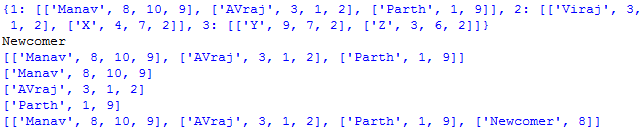 {1: [['Manav', 8, 10, 9], ['AVraj', 3, 1, 2], ['Parth', 1, 9]], 2: [['Viraj', 3,
 1, 2], ['X', 4, 7, 2]], 3: [['Y', 9, 7, 2], ['Z', 3, 6, 2]]}
Newcomer
[['Manav', 8, 10, 9], ['AVraj', 3, 1, 2], ['Parth', 1, 9]]
['Manav', 8, 10, 9]
['AVraj', 3, 1, 2]
['Parth', 1, 9]
[['Manav', 8, 10, 9], ['AVraj', 3, 1, 2], ['Parth', 1, 9], ['Newcomer', 8]]